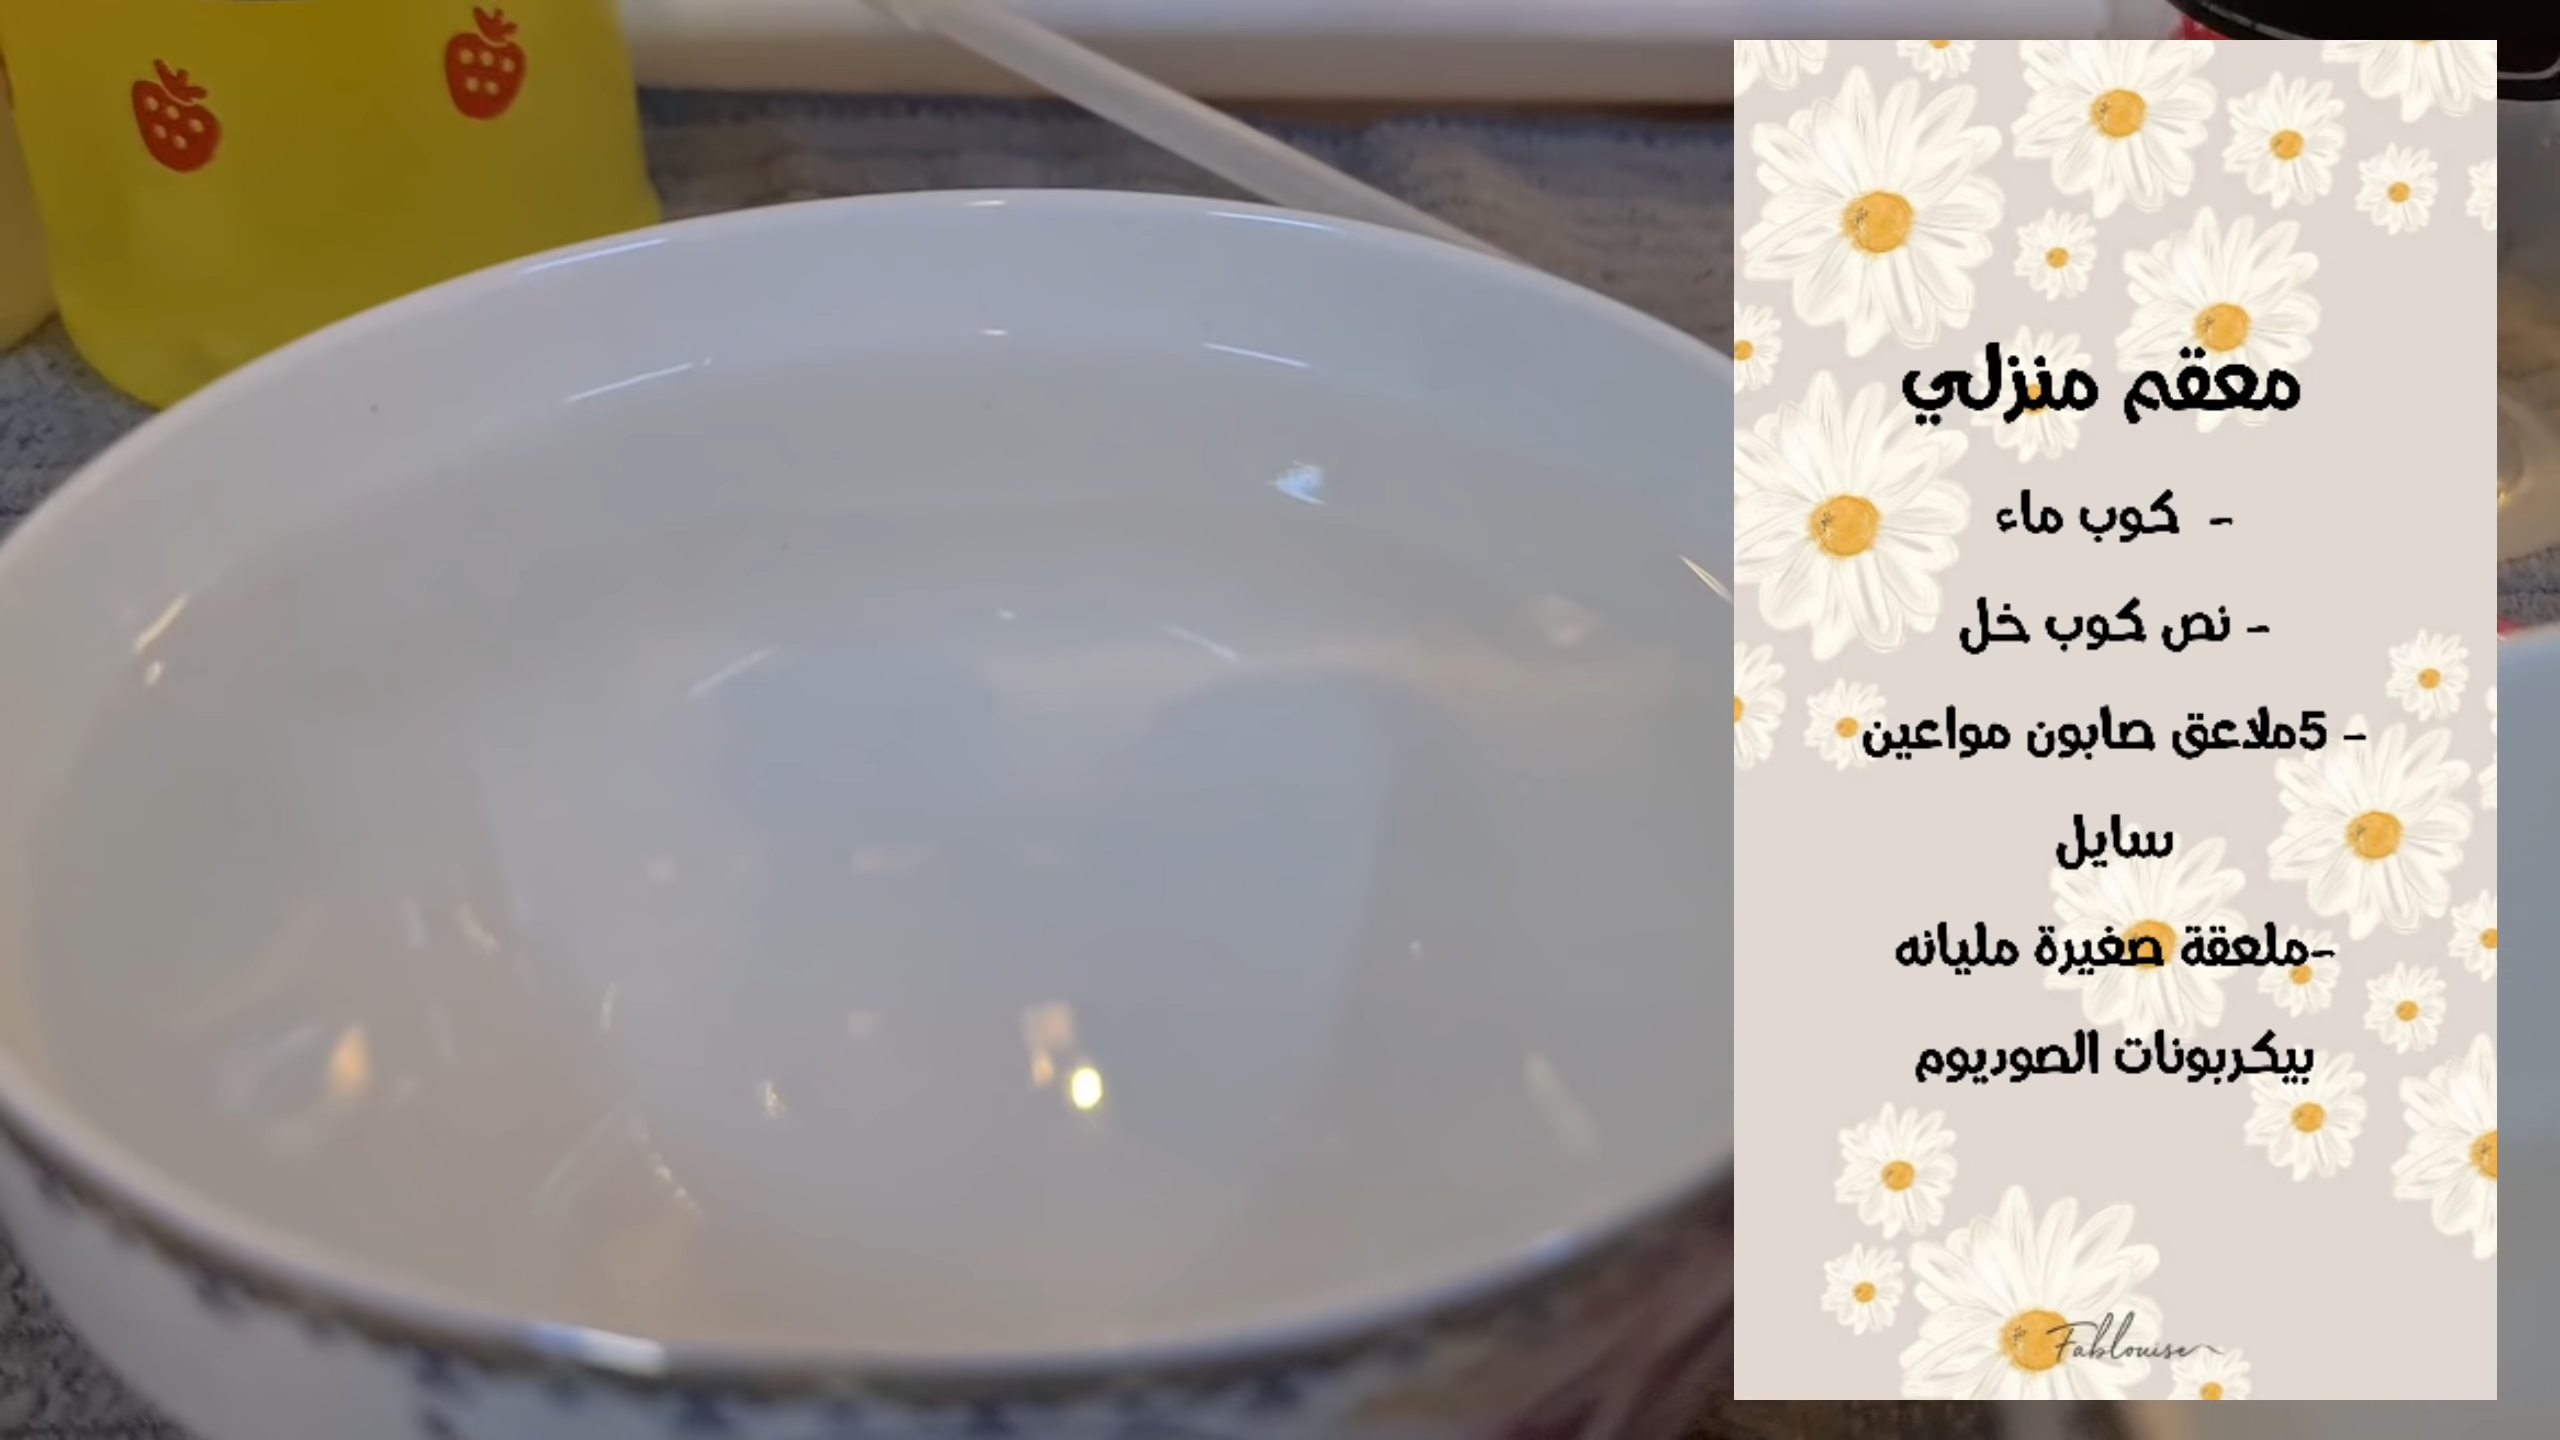 معقم منزلي
- كوب ماء
- نص كوب خل
- 5ملاعق صابون مواعين
سايل
-ملعقة صغيرة مليانه
بيكربونات الصوديوم
Fablouise